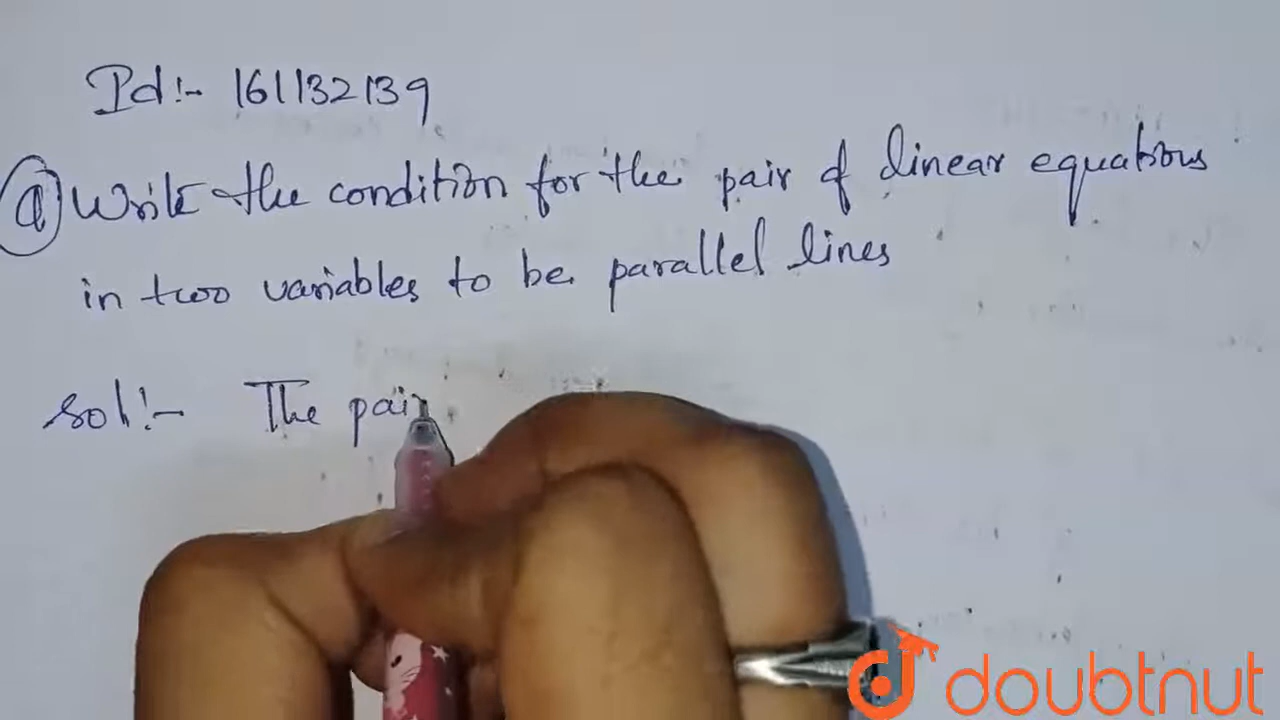 Id:- 161132139
Q) Write the condition for the pair of linear equations
in two variables to be parallel lines
Sol:- The pair
doubtnut